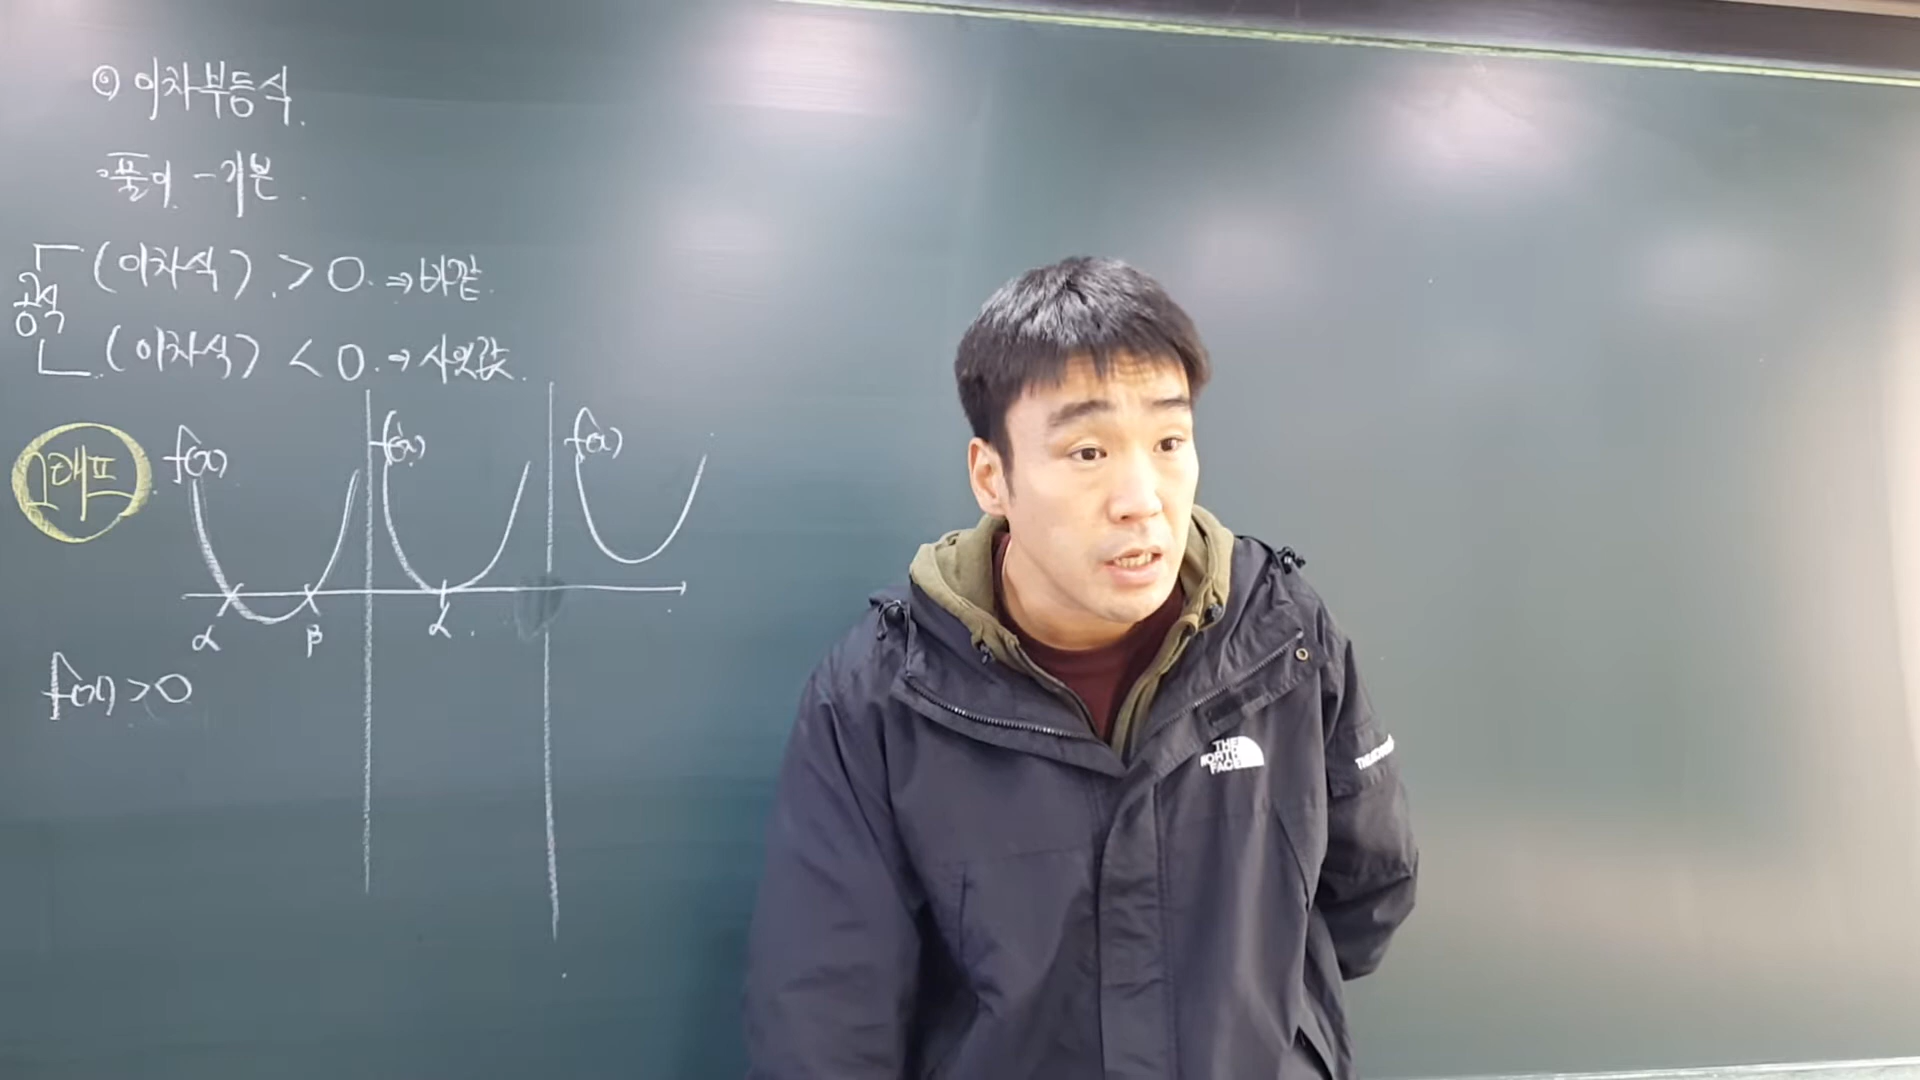 ◎ 이차부등식.
·풀이 - 기본.
공식
(이차식) > 0. ⇒ 바깥.
(이차식) < 0. ⇒ 사잇값.
그래프
f(x) f(x) f(x)
α β α.
f(x) > 0
THE NORTH FACE